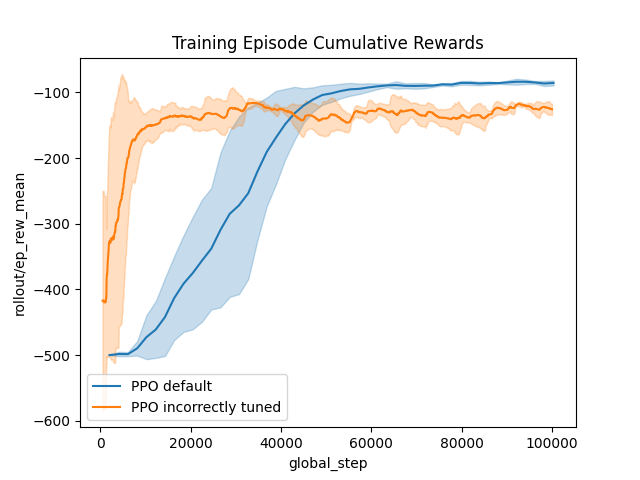 Training Episode Cumulative Rewards
rollout/ep_rew_mean
−100
−200
−300
−400
−500
−600
PPO default
PPO incorrectly tuned
0 20000 40000 60000 80000 100000
global_step